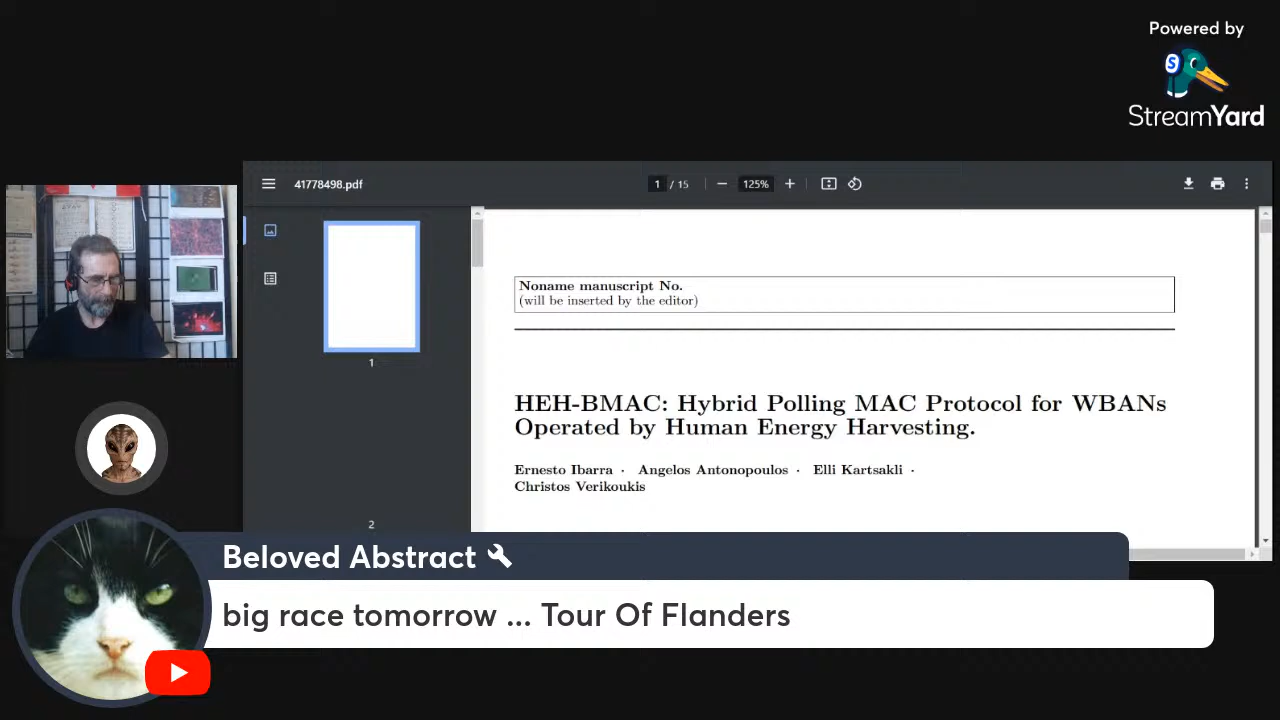 Powered by
StreamYard
41778498.pdf
1 / 15
125%
Noname manuscript No.
(will be inserted by the editor)
HEH-BMAC: Hybrid Polling MAC Protocol for WBANs
Operated by Human Energy Harvesting.
Ernesto Ibarra · Angelos Antonopoulos · Elli Kartsakli ·
Christos Verikoukis
1
2
Beloved Abstract
big race tomorrow ... Tour Of Flanders